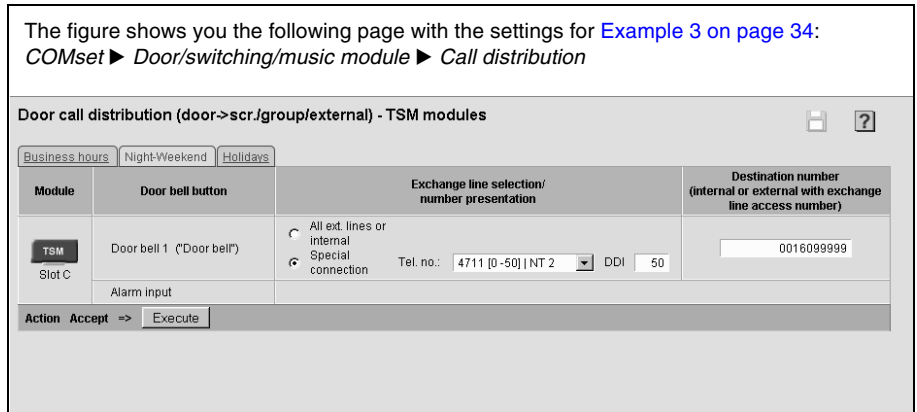 The figure shows you the following page with the settings for Example 3 on page 34:
COMset ▶ Door/switching/music module ▶ Call distribution
Door call distribution (door->scr./group/external) - TSM modules
?
Business hours Night-Weekend Holidays
Module Door bell button Exchange line selection/ number presentation Destination number (internal or external with exchange line access number)
TSM
Slot C
Door bell 1 ("Door bell")
All ext. lines or
internal
Special
connection
Tel. no.: 4711 [0 -50] | NT 2 DDI 50
0016099999
Alarm input
Action Accept => Execute